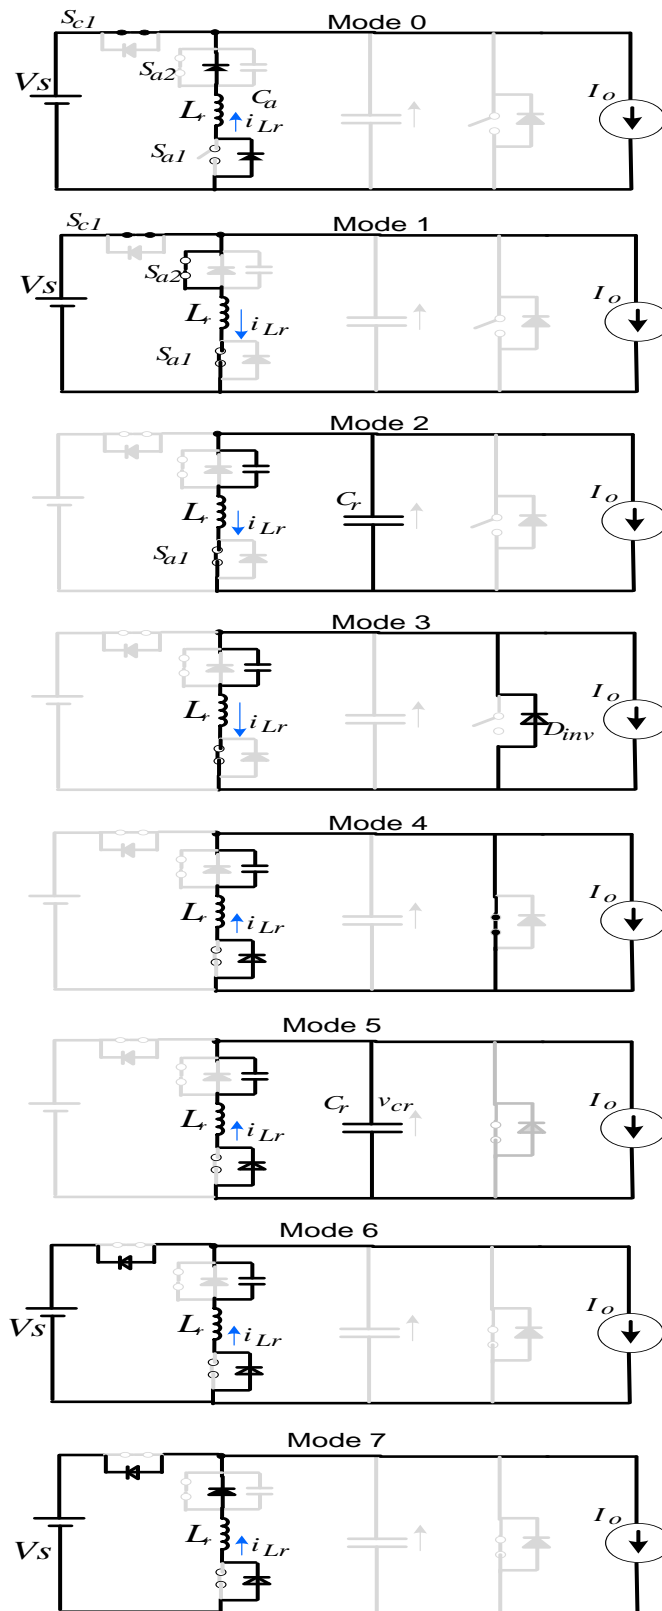 Mode 0
Sc1
Vs
Sa2
Ca
Lr
iLr
Sa1
Io
Mode 1
Sc1
Vs
Sa2
Lr
iLr
Sa1
Io
Mode 2
Lr
iLr
Sa1
Cr
Io
Mode 3
Lr
iLr
Dinv
Io
Mode 4
Lr
iLr
Io
Mode 5
Lr
iLr
Cr
vcr
Io
Mode 6
Vs
Lr
iLr
Io
Mode 7
Vs
Lr
iLr
Io